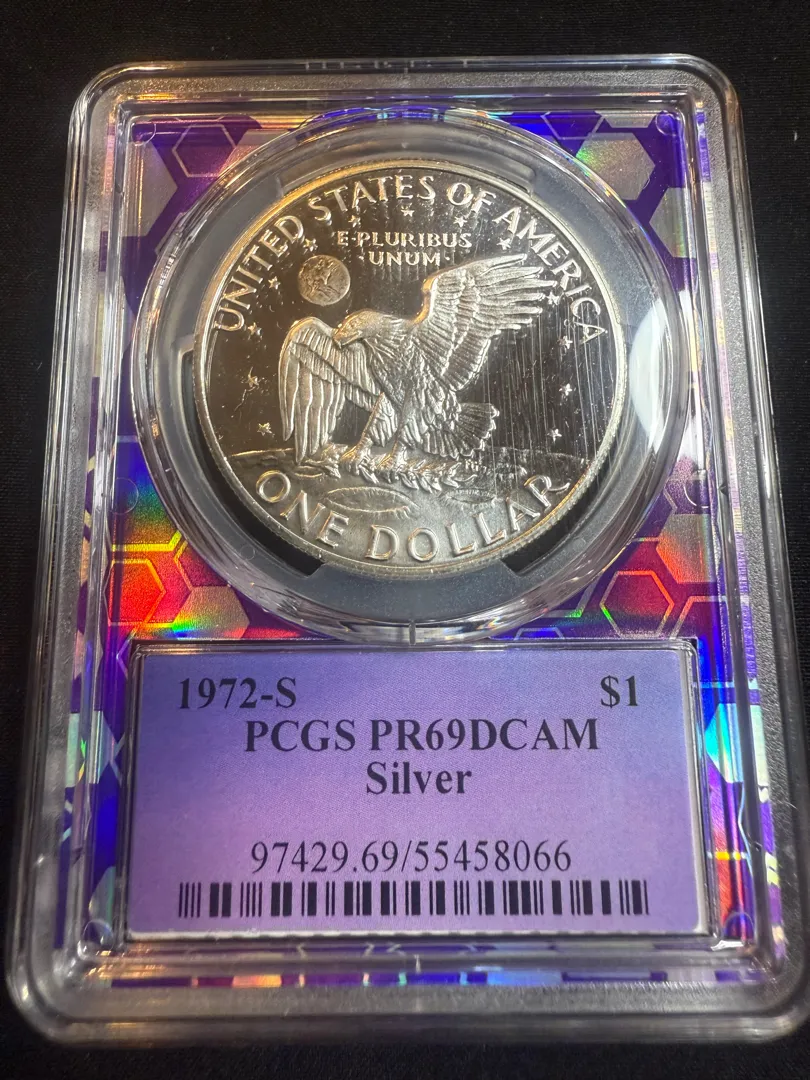 UNITED STATES OF AMERICA
E·PLURIBUS
·UNUM·
ONE DOLLAR
1972-S $1
PCGS PR69DCAM
Silver
97429.69/55458066